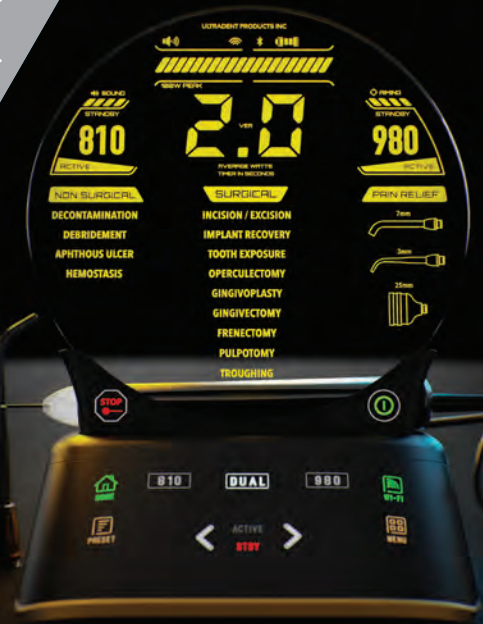 ULTRADENT PRODUCTS INC
SOUND
STANDBY
810
ACTIVE
PEAK
2.0
VER
AVERAGE WATTS
TIMER IN SECONDS
AIMING
STANDBY
980
ACTIVE
NON SURGICAL
DECONTAMINATION
DEBRIDEMENT
APHTHOUS ULCER
HEMOSTASIS
SURGICAL
INCISION / EXCISION
IMPLANT RECOVERY
TOOTH EXPOSURE
OPERCULECTOMY
GINGIVOPLASTY
GINGIVECTOMY
FRENECTOMY
PULPOTOMY
TROUGHING
PAIN RELIEF
7mm
3mm
25mm
STOP
HOME
810
DUAL
980
WI-FI
PRESET
ACTIVE
STBY
MENU